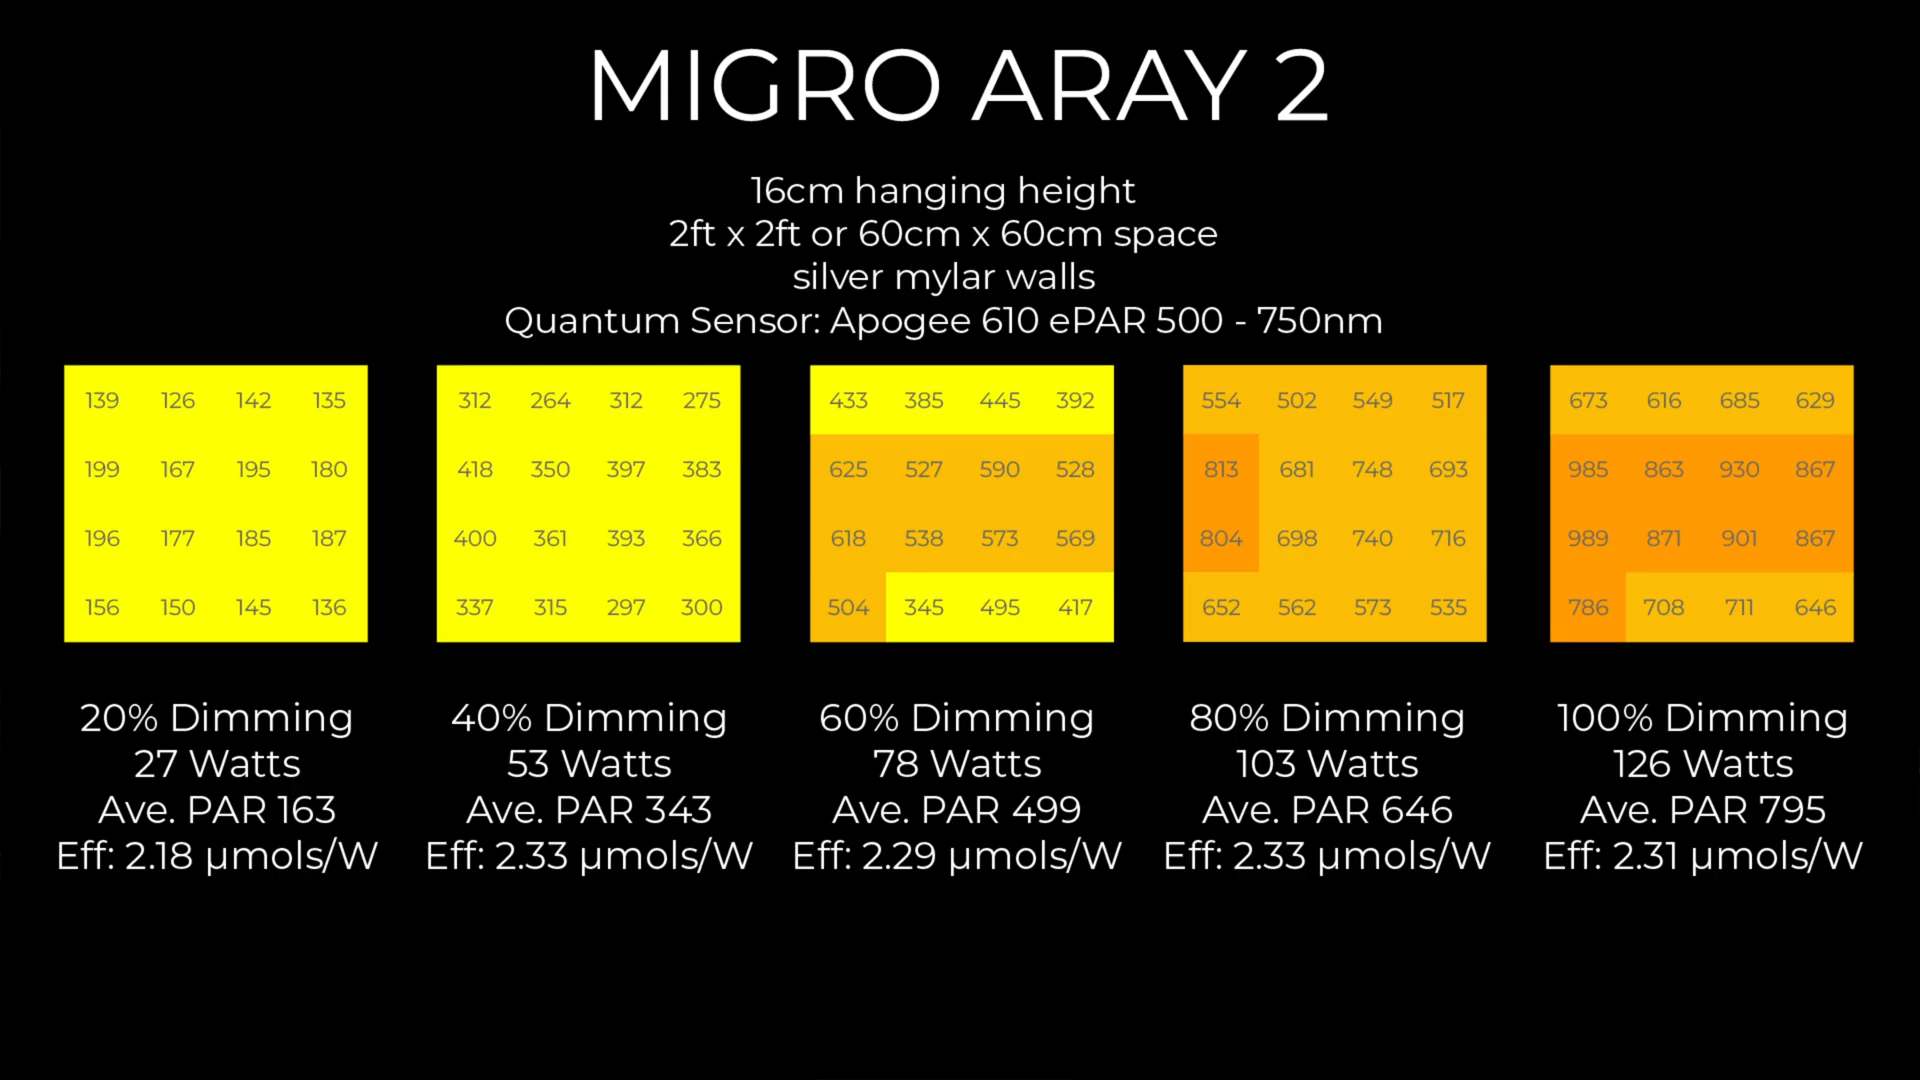 MIGRO ARAY 2
16cm hanging height
2ft x 2ft or 60cm x 60cm space
silver mylar walls
Quantum Sensor: Apogee 610 ePAR 500 - 750nm
139 126 142 135
199 167 195 180
196 177 185 187
156 150 145 136
20% Dimming
27 Watts
Ave. PAR 163
Eff: 2.18 µmols/W
312 264 312 275
418 350 397 383
400 361 393 366
337 315 297 300
40% Dimming
53 Watts
Ave. PAR 343
Eff: 2.33 µmols/W
433 385 445 392
625 527 590 528
618 538 573 569
504 345 495 417
60% Dimming
78 Watts
Ave. PAR 499
Eff: 2.29 µmols/W
554 502 549 517
813 681 748 693
804 698 740 716
652 562 573 535
80% Dimming
103 Watts
Ave. PAR 646
Eff: 2.33 µmols/W
673 616 685 629
985 863 930 867
989 871 901 867
786 708 711 646
100% Dimming
126 Watts
Ave. PAR 795
Eff: 2.31 µmols/W